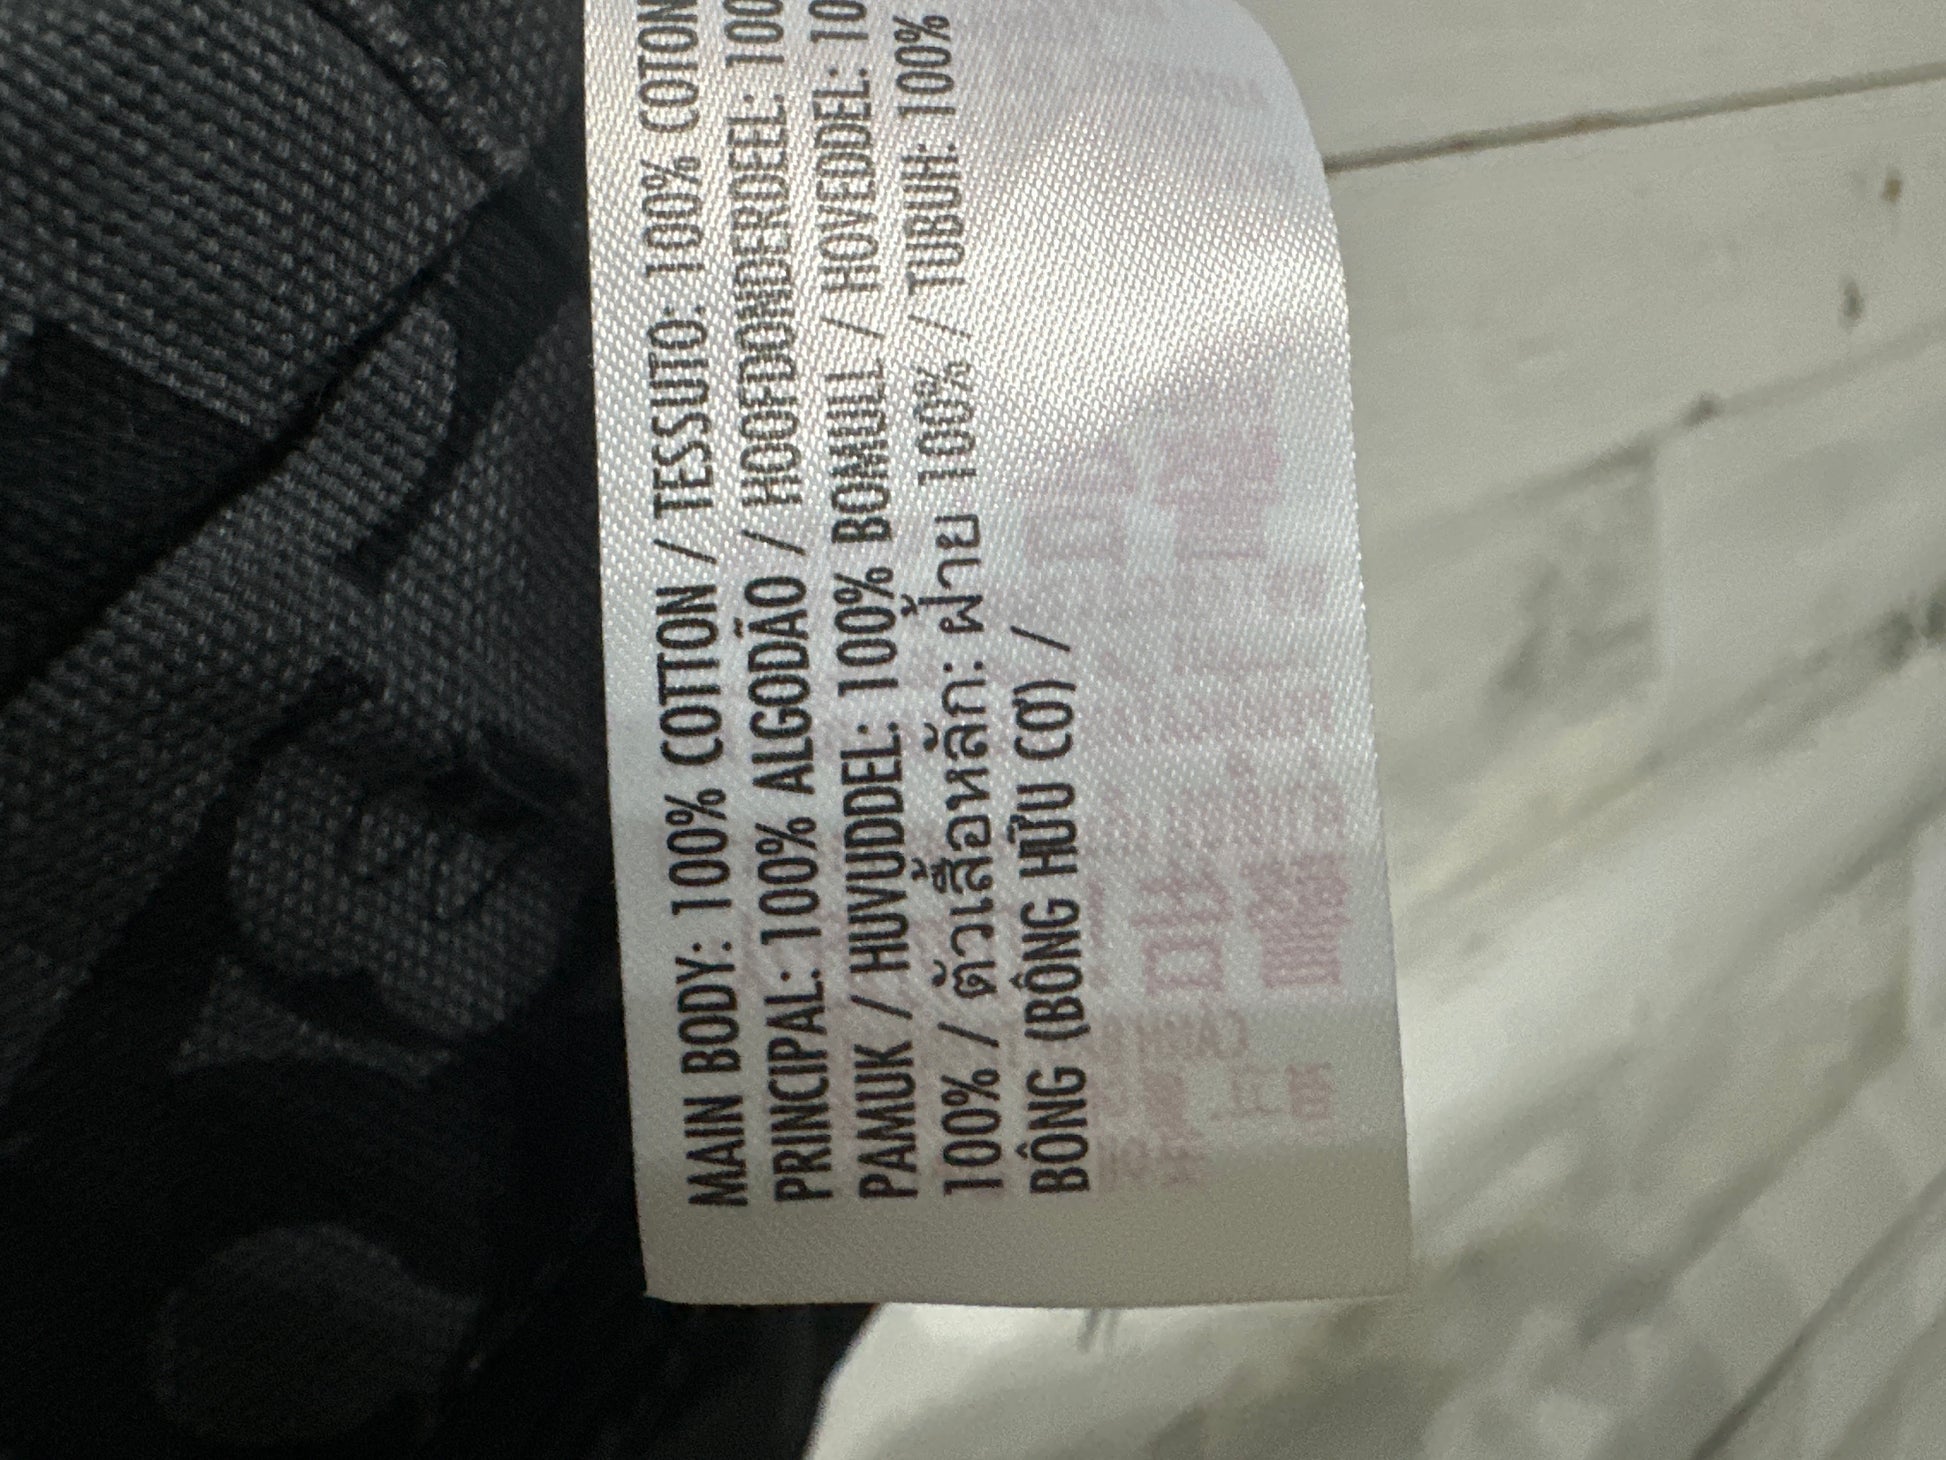 MAIN BODY: 100% COTTON / TESSUTO: 100% COTON
PRINCIPAL: 100% ALGODÃO / HOOFDONDERDEEL: 100
PAMUK / HUVUDDEL: 100% BOMULL / HOVEDDEL: 10
100% / ตัวเสื้อหลัก: ฝ้าย 100% / TUBUH: 100%
BÔNG (BÔNG HỮU CƠ) /